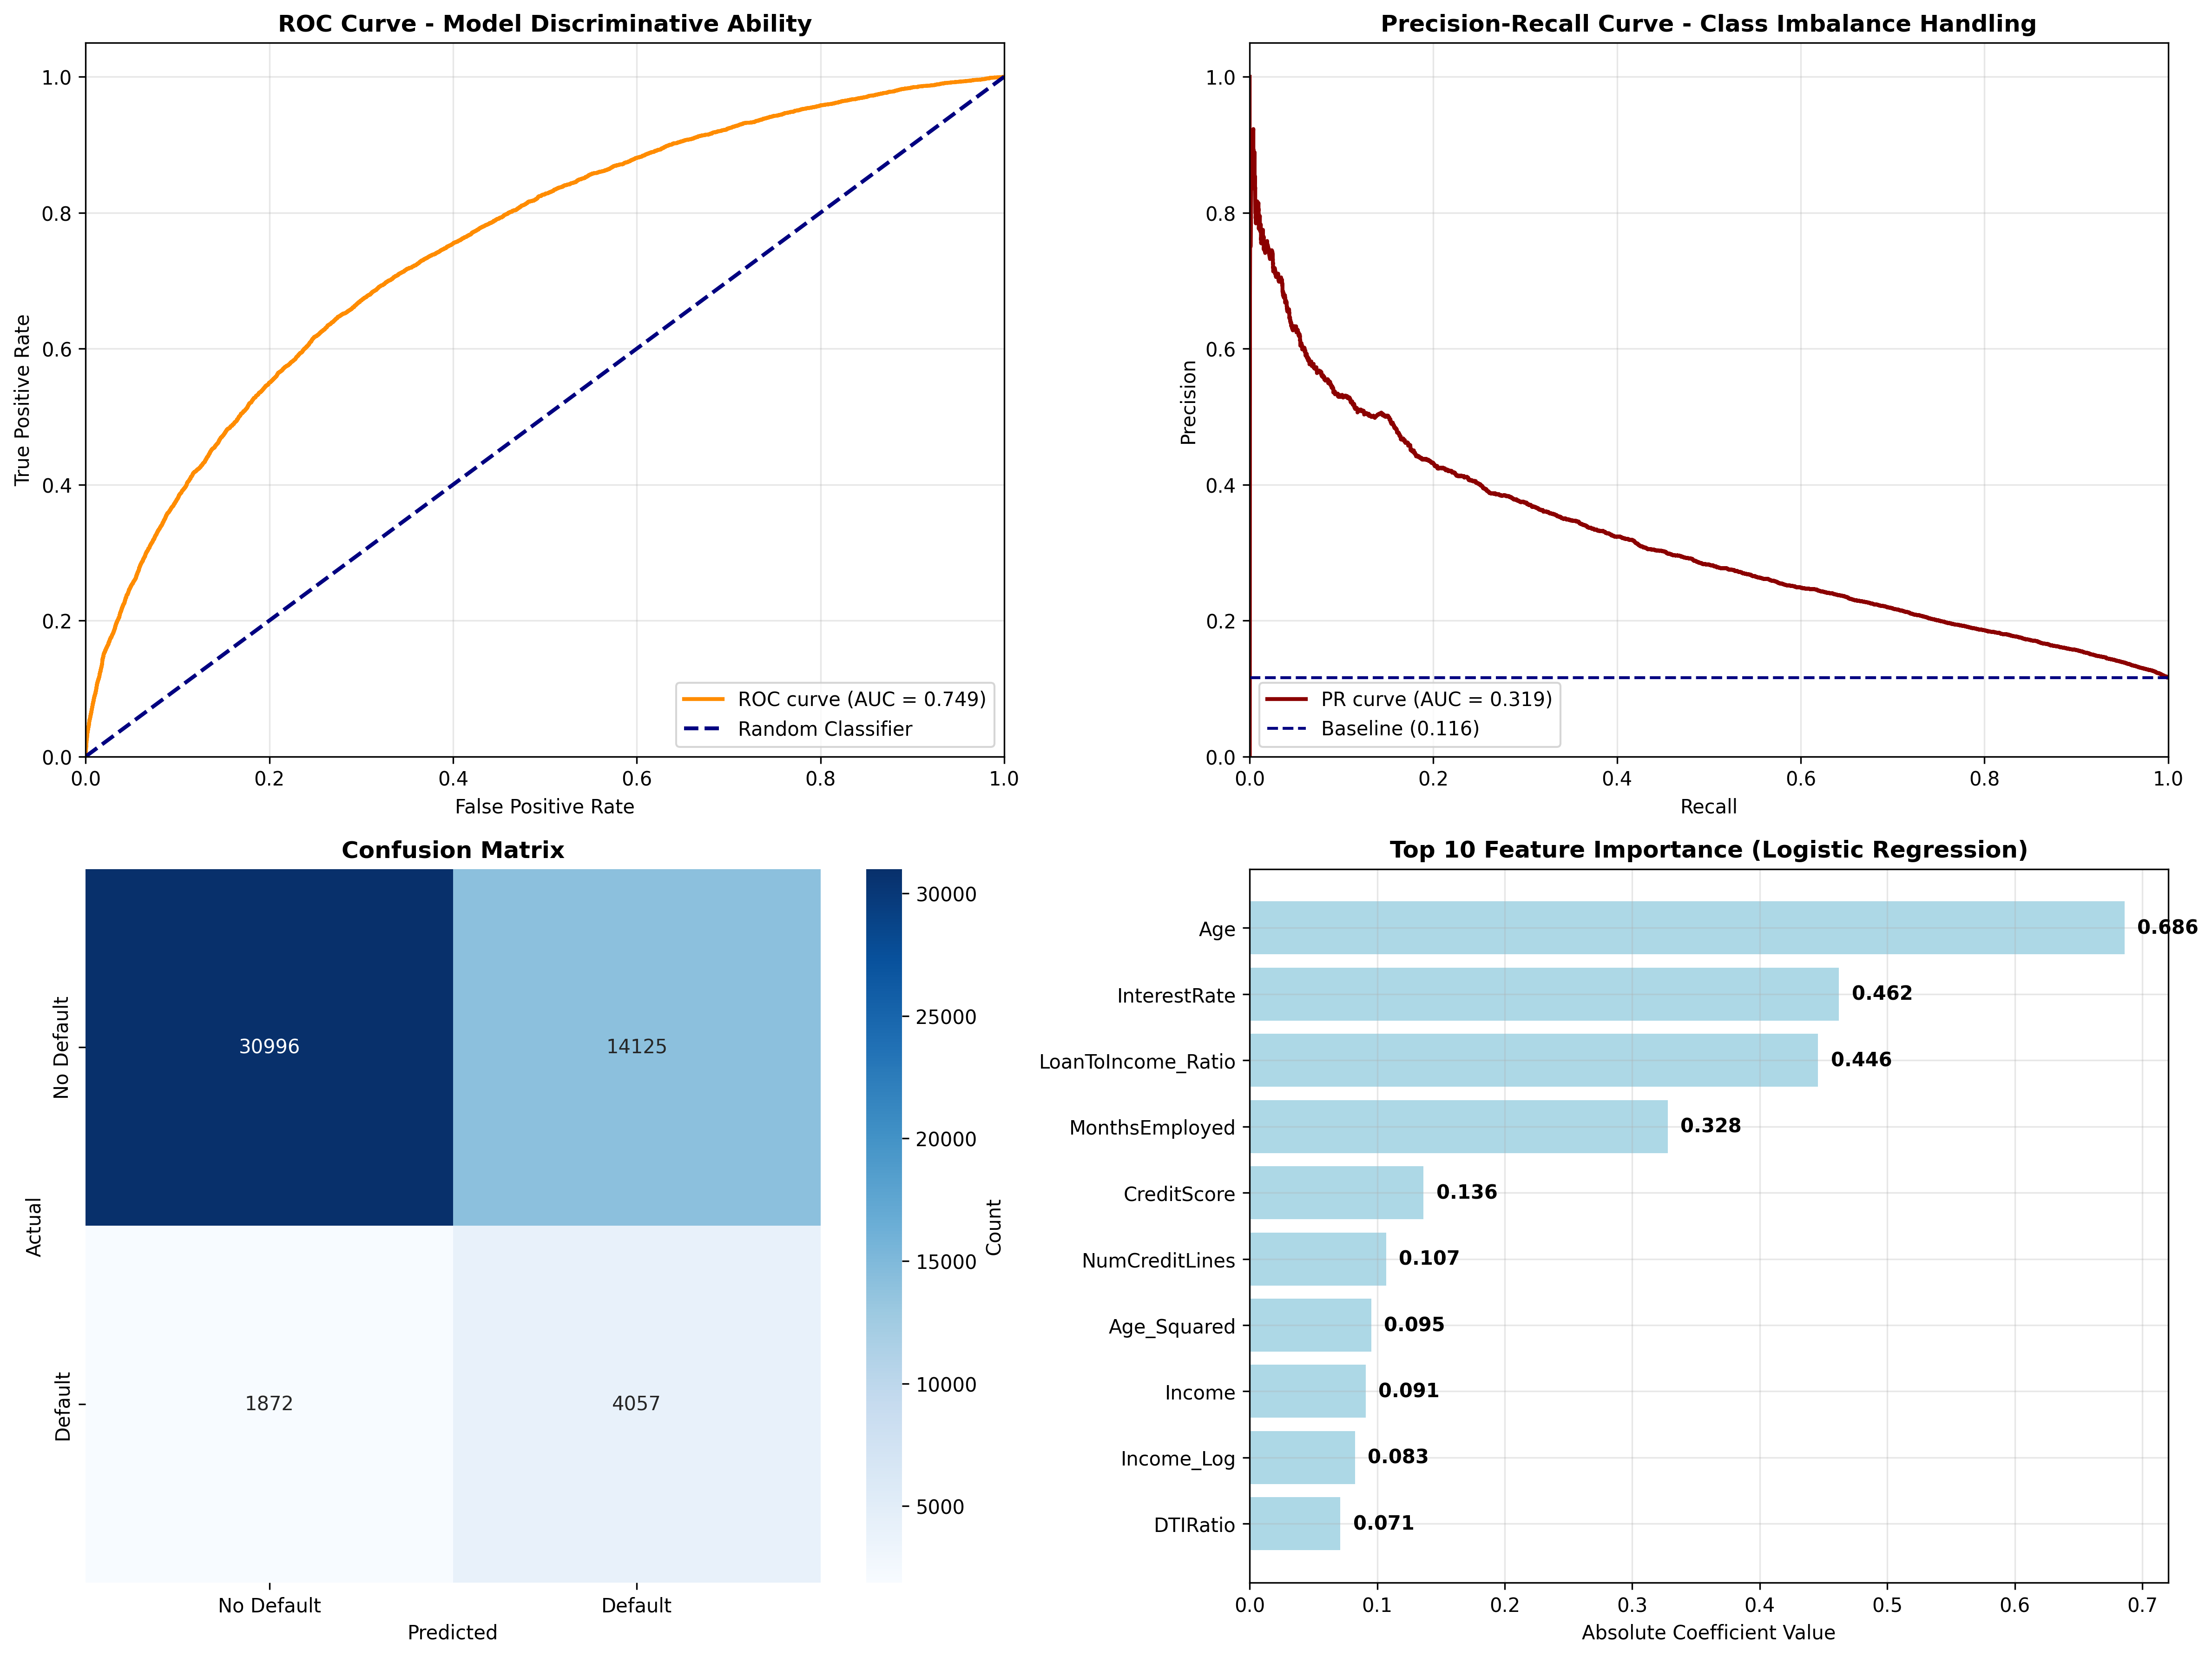 ROC Curve - Model Discriminative Ability
True Positive Rate
1.0
0.8
0.6
0.4
0.2
0.0
ROC curve (AUC = 0.749)
Random Classifier
0.0 0.2 0.4 0.6 0.8 1.0
False Positive Rate
Precision-Recall Curve - Class Imbalance Handling
Precision
1.0
0.8
0.6
0.4
0.2
0.0
PR curve (AUC = 0.319)
Baseline (0.116)
0.0 0.2 0.4 0.6 0.8 1.0
Recall
Confusion Matrix
Actual
No Default
30996 14125
Default
1872 4057
No Default Default
Predicted
30000
25000
20000
15000
10000
5000
Count
Top 10 Feature Importance (Logistic Regression)
Age 0.686
InterestRate 0.462
LoanToIncome_Ratio 0.446
MonthsEmployed 0.328
CreditScore 0.136
NumCreditLines 0.107
Age_Squared 0.095
Income 0.091
Income_Log 0.083
DTIRatio 0.071
0.0 0.1 0.2 0.3 0.4 0.5 0.6 0.7
Absolute Coefficient Value